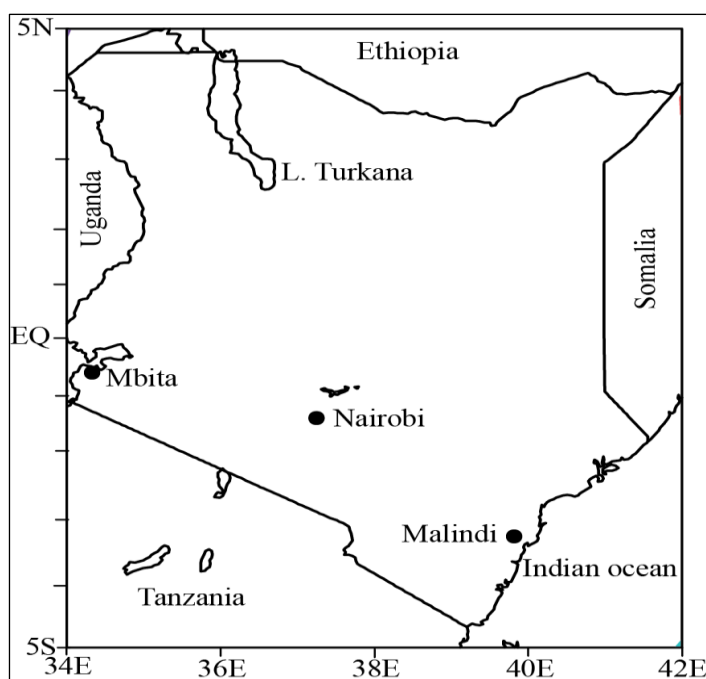 5N
Ethiopia
L. Turkana
Uganda
Somalia
EQ
Mbita
Nairobi
Malindi
Indian ocean
Tanzania
5S
34E 36E 38E 40E 42E